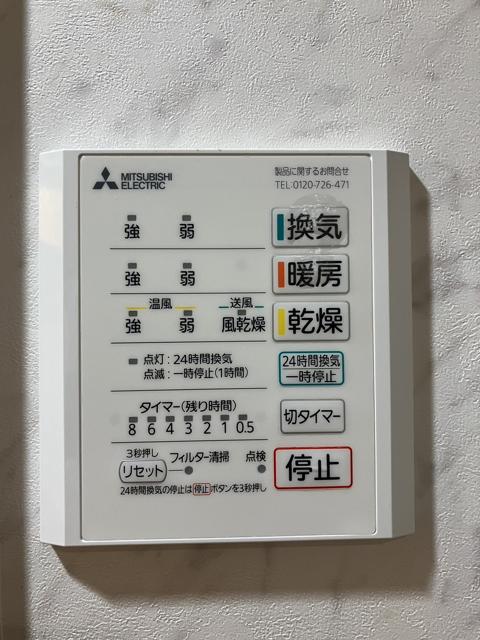 MITSUBISHI
ELECTRIC
製品に関するお問合せ
TEL:0120-726-471
強 弱 換気
強 弱 暖房
温風 送風
強 弱 風乾燥 乾燥
点灯：24時間換気
点滅：一時停止(1時間)
24時間換気
一時停止
タイマー(残り時間)
8 6 4 3 2 1 0.5
切タイマー
3秒押し
リセット フィルター清掃 点検
停止
24時間換気の停止は停止ボタンを3秒押し